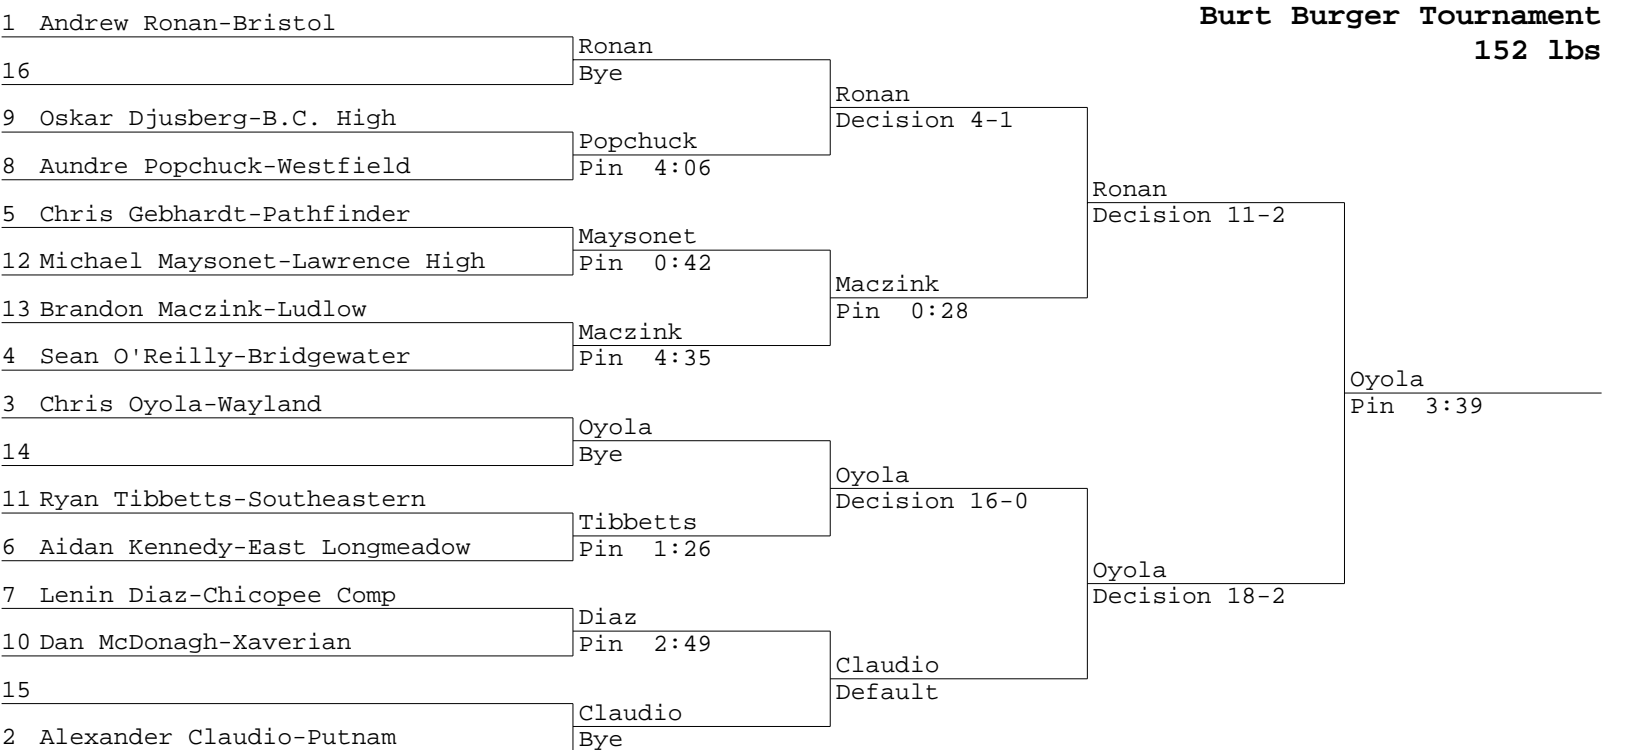 Burt Burger Tournament
152 lbs
1 Andrew Ronan-Bristol
16
9 Oskar Djusberg-B.C. High
8 Aundre Popchuck-Westfield
5 Chris Gebhardt-Pathfinder
12 Michael Maysonet-Lawrence High
13 Brandon Maczink-Ludlow
4 Sean O'Reilly-Bridgewater
3 Chris Oyola-Wayland
14
11 Ryan Tibbetts-Southeastern
6 Aidan Kennedy-East Longmeadow
7 Lenin Diaz-Chicopee Comp
10 Dan McDonagh-Xaverian
15
2 Alexander Claudio-Putnam
Ronan
Bye
Popchuck
Pin 4:06
Maysonet
Pin 0:42
Maczink
Pin 4:35
Oyola
Bye
Tibbetts
Pin 1:26
Diaz
Pin 2:49
Claudio
Bye
Ronan
Decision 4-1
Maczink
Pin 0:28
Oyola
Decision 16-0
Claudio
Default
Ronan
Decision 11-2
Oyola
Decision 18-2
Oyola
Pin 3:39